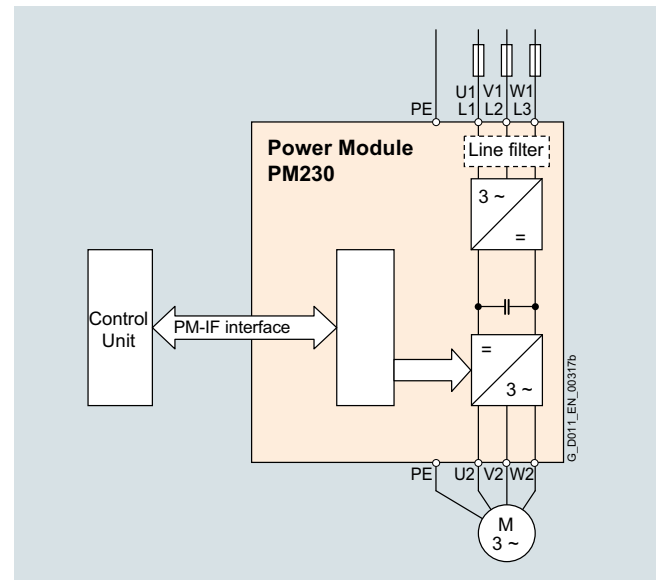 U1 V1 W1
PE L1 L2 L3
Power Module
PM230
Line filter
3 ~
=
Control
Unit
PM-IF interface
=
3 ~
G_D011_EN_00317b
PE U2 V2 W2
M
3 ~